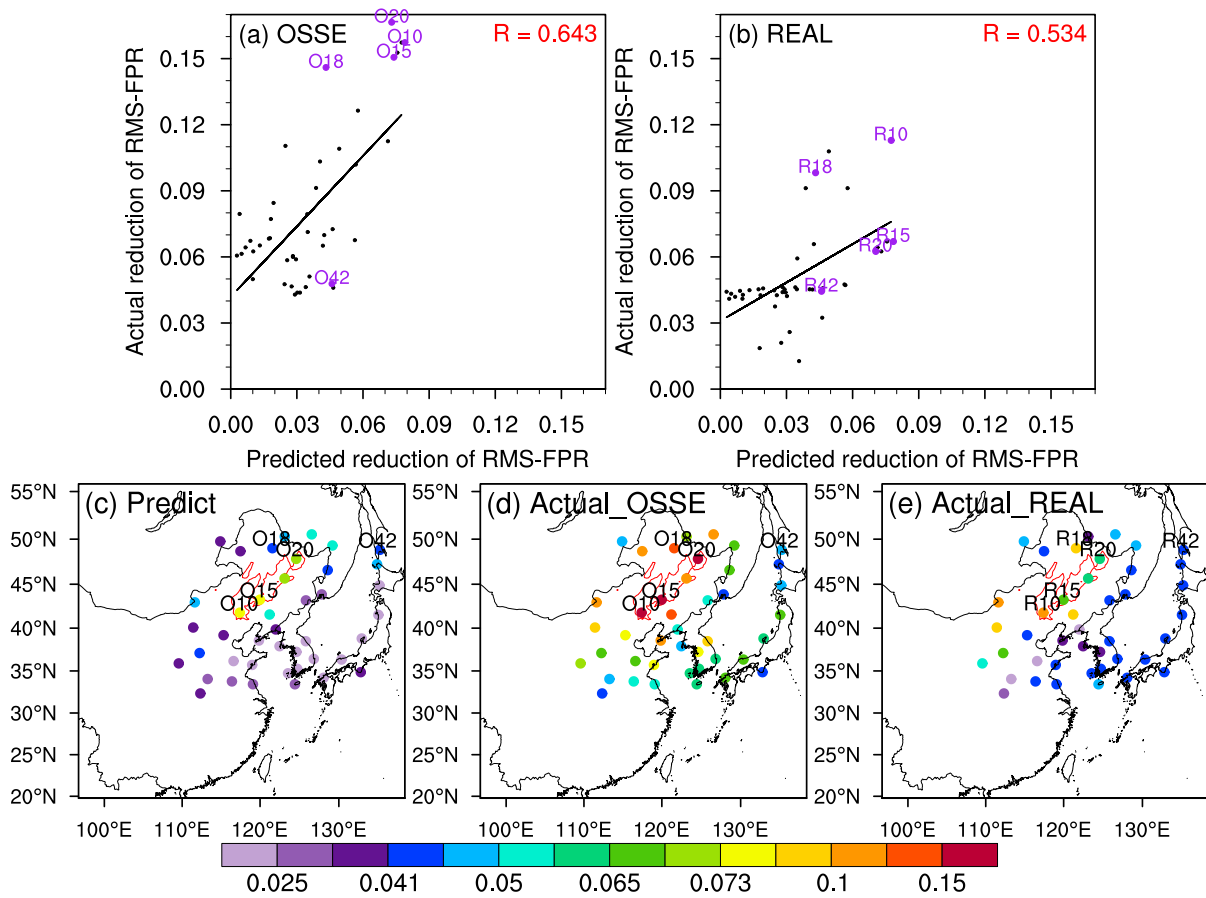 (a) OSSE
R = 0.643
O20
O10
O15
O18
O42
0.15
0.12
0.09
0.06
0.03
0.00
Actual reduction of RMS-FPR
0.00 0.03 0.06 0.09 0.12 0.15
Predicted reduction of RMS-FPR
(b) REAL
R = 0.534
R10
R18
R15
R20
R42
0.15
0.12
0.09
0.06
0.03
0.00
Actual reduction of RMS-FPR
0.00 0.03 0.06 0.09 0.12 0.15
Predicted reduction of RMS-FPR
(c) Predict
O18
O42
O20
O15
O10
55°N
50°N
45°N
40°N
35°N
30°N
25°N
20°N
100°E 110°E 120°E 130°E
(d) Actual_OSSE
O18
O42
O20
O15
O10
55°N
50°N
45°N
40°N
35°N
30°N
25°N
20°N
100°E 110°E 120°E 130°E
(e) Actual_REAL
R18
R42
R20
R15
R10
55°N
50°N
45°N
40°N
35°N
30°N
25°N
20°N
100°E 110°E 120°E 130°E
0.025 0.041 0.05 0.065 0.073 0.1 0.15